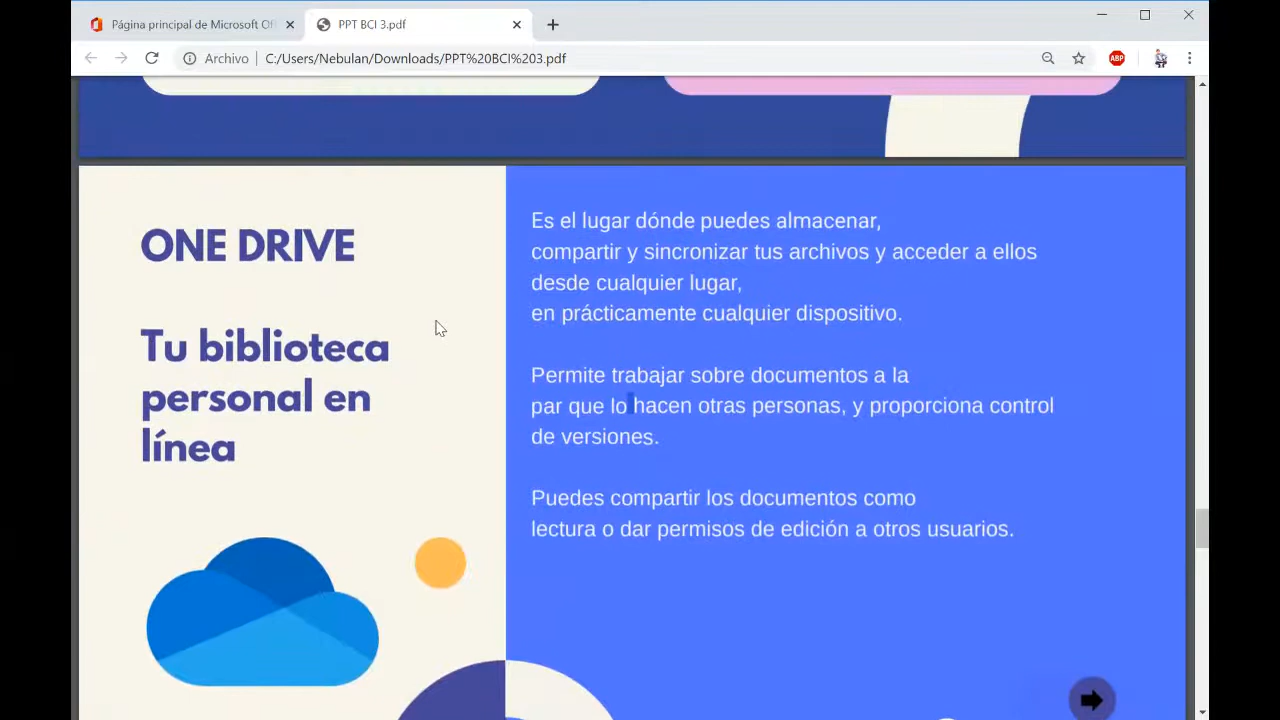 Página principal de Microsoft Of
PPT BCI 3.pdf
Archivo
C:/Users/Nebulan/Downloads/PPT%20BCI%203.pdf
ABP
ONE DRIVE
Tu biblioteca
personal en
línea
Es el lugar dónde puedes almacenar,
compartir y sincronizar tus archivos y acceder a ellos
desde cualquier lugar,
en prácticamente cualquier dispositivo.
Permite trabajar sobre documentos a la
par que lo hacen otras personas, y proporciona control
de versiones.
Puedes compartir los documentos como
lectura o dar permisos de edición a otros usuarios.